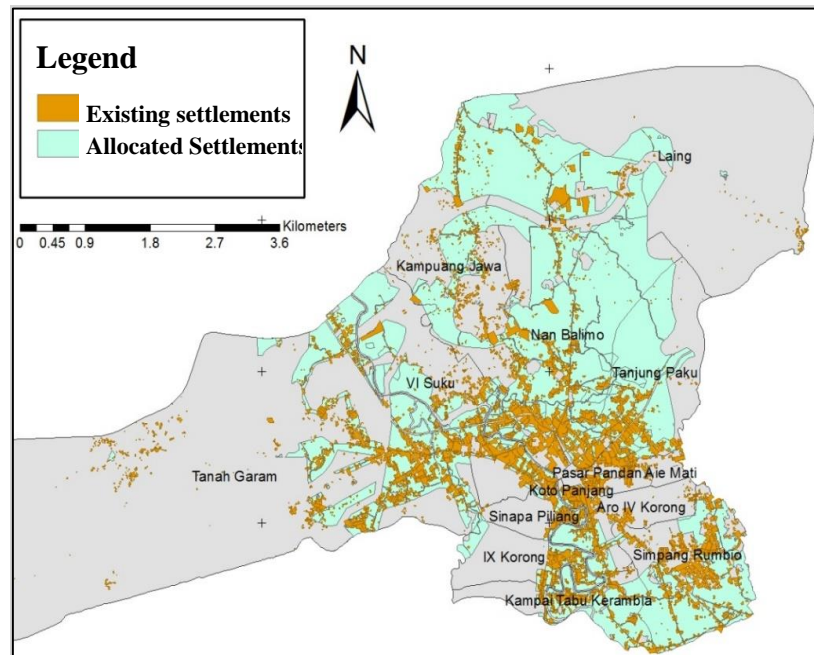 Legend
Existing settlements
Allocated Settlements
N
Kilometers
0 0.45 0.9 1.8 2.7 3.6
Laing
Kampuang Jawa
Nan Balimo
Tanjung Paku
VI Suku
Tanah Garam
Pasar Pandan Aie Mati
Koto Panjang
Aro IV Korong
Sinapa Piliang
IX Korong
Simpang Rumbio
Kampai Tabu Kerambia